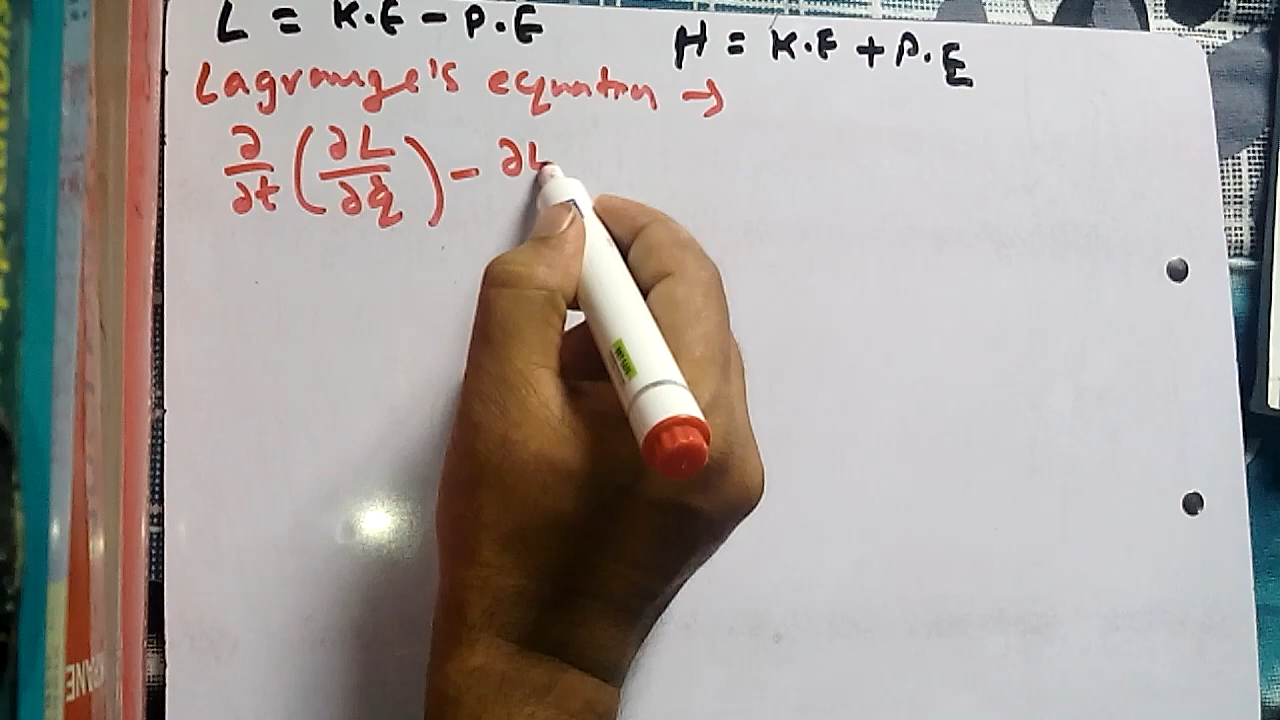 L = K.E - P.E
H = K.E + P.E
Lagrange's equation →
∂/∂t (∂L/∂q̇) - ∂L